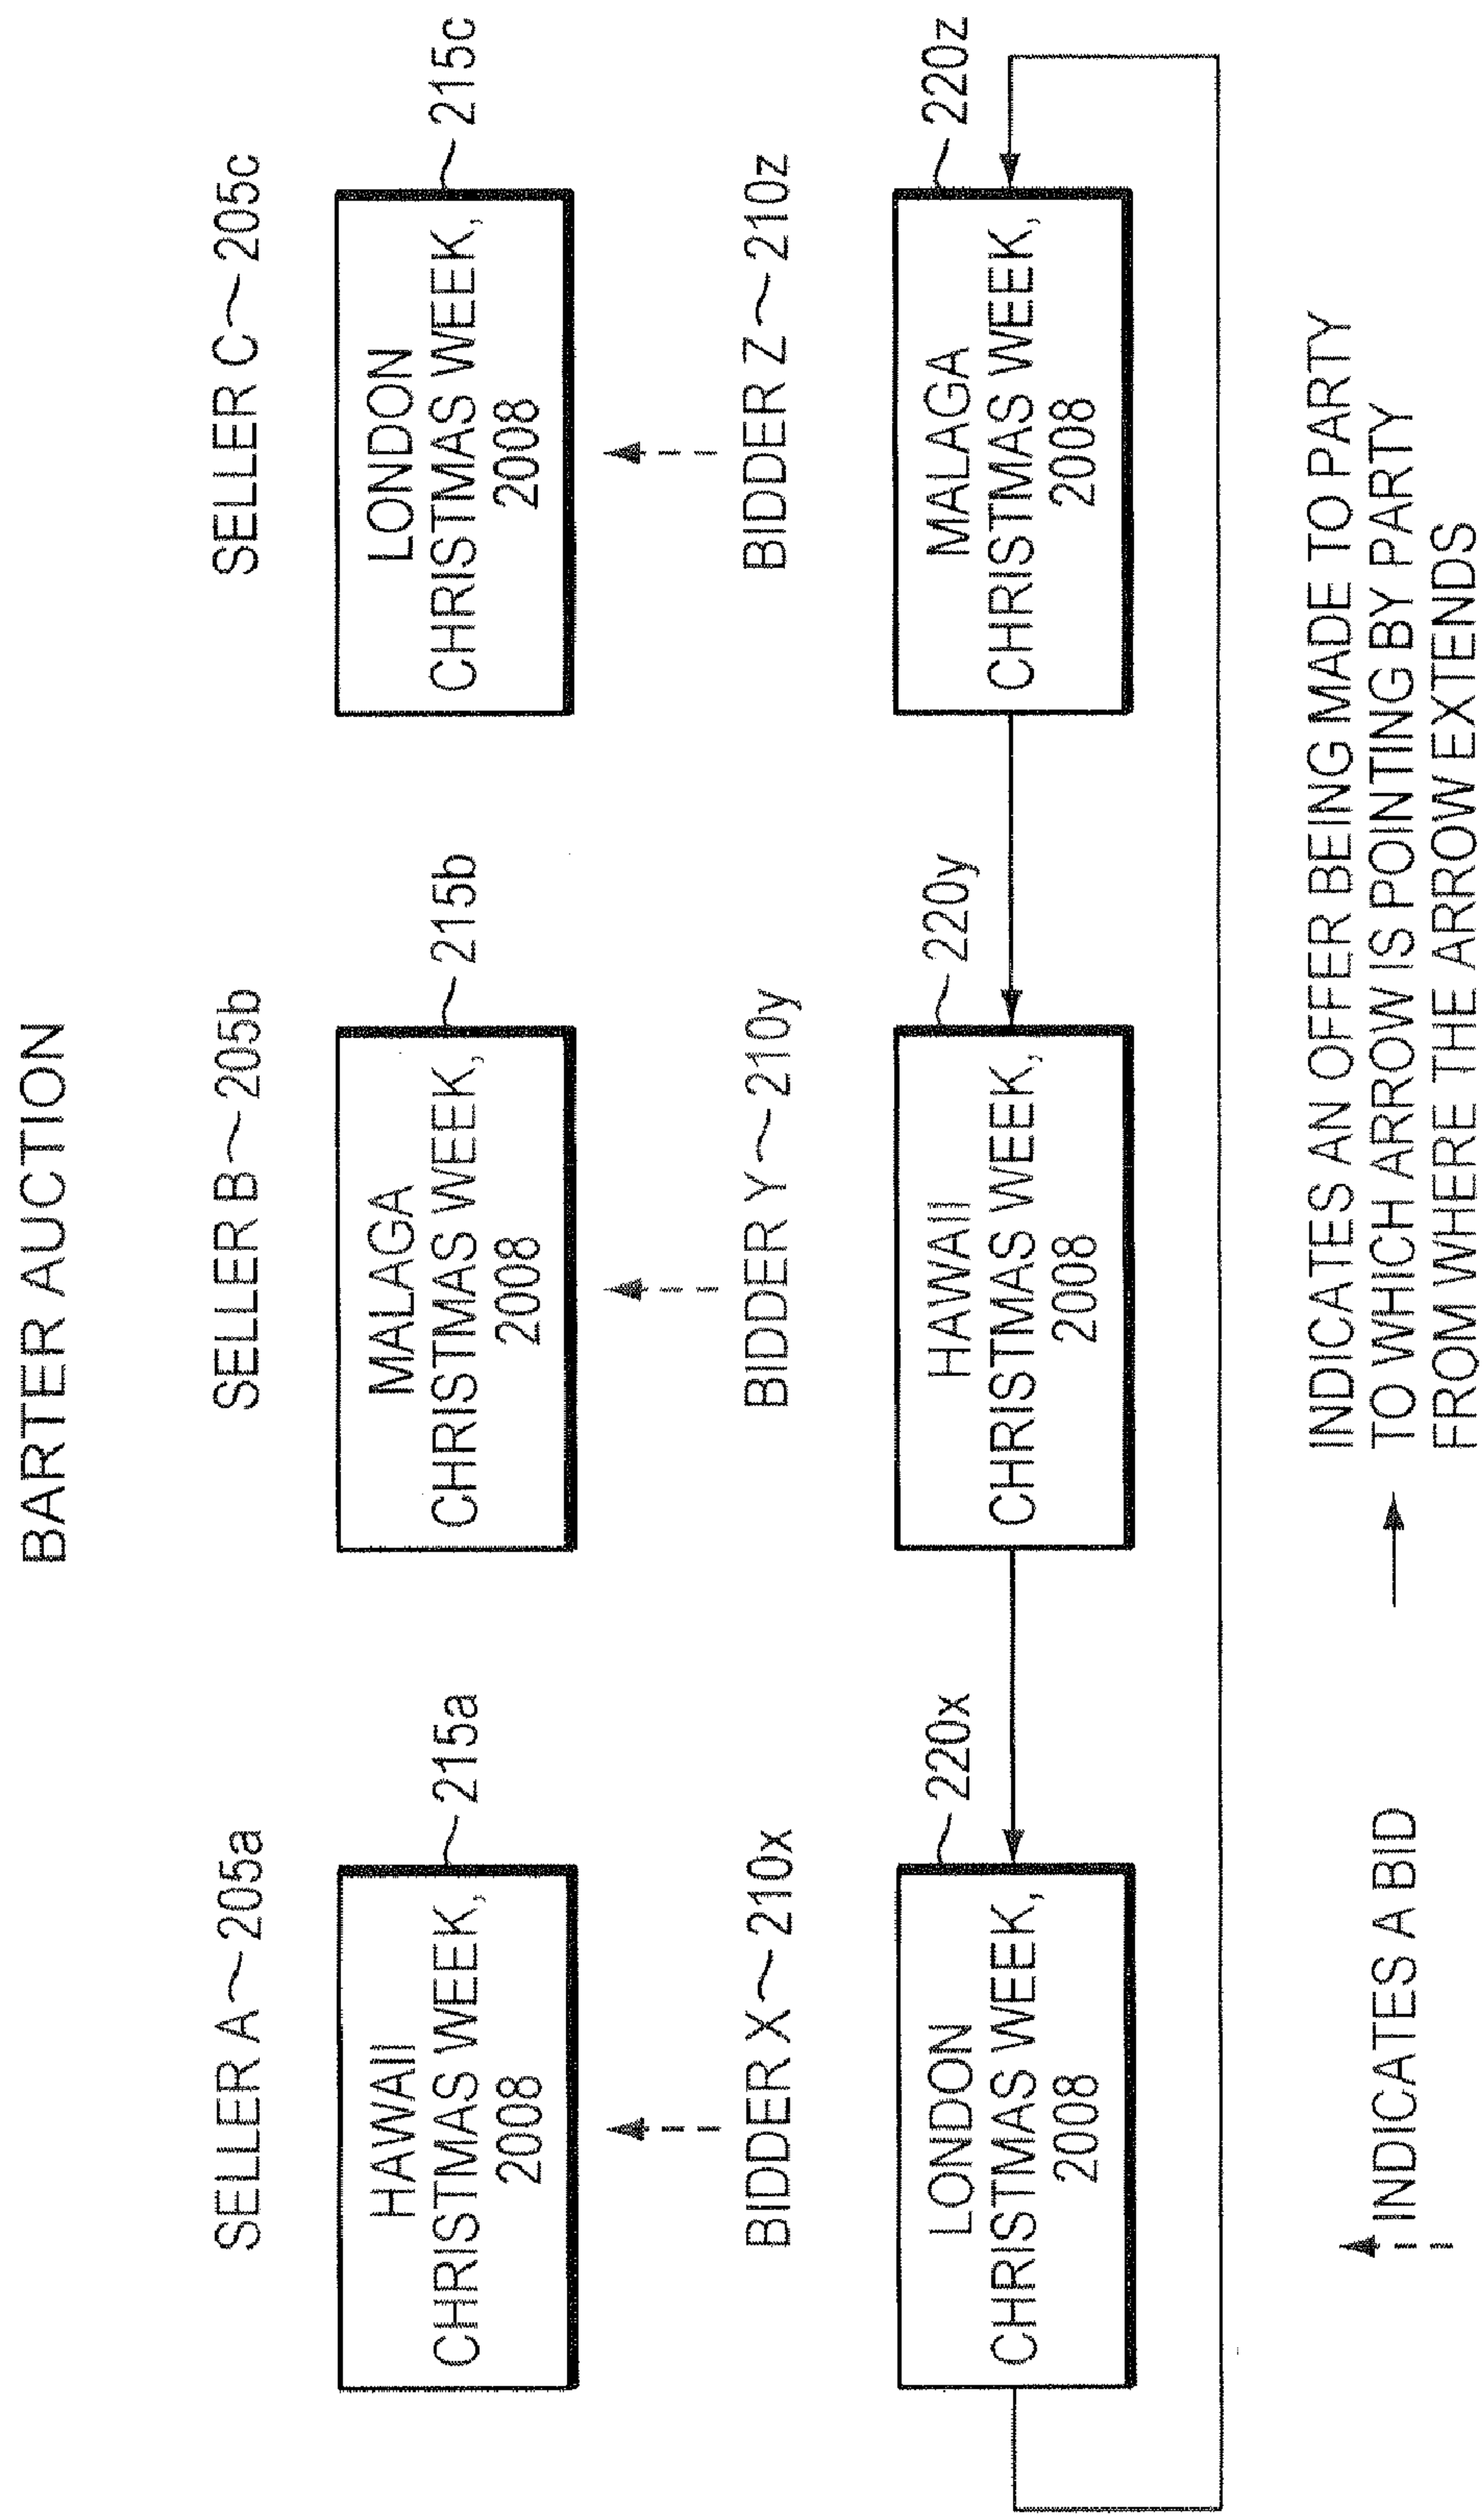 BARTER AUCTION
SELLER A 205a
HAWAII
CHRISTMAS WEEK,
2008
215a
SELLER B 205b
MALAGA
CHRISTMAS WEEK,
2008
215b
SELLER C 205c
LONDON
CHRISTMAS WEEK,
2008
215c
BIDDER X 210x
LONDON
CHRISTMAS WEEK,
2008
220x
BIDDER Y 210y
HAWAII
CHRISTMAS WEEK,
2008
220y
BIDDER Z 210z
MALAGA
CHRISTMAS WEEK,
2008
220z
INDICATES A BID
INDICATES AN OFFER BEING MADE TO PARTY
TO WHICH ARROW IS POINTING BY PARTY
FROM WHERE THE ARROW EXTENDS